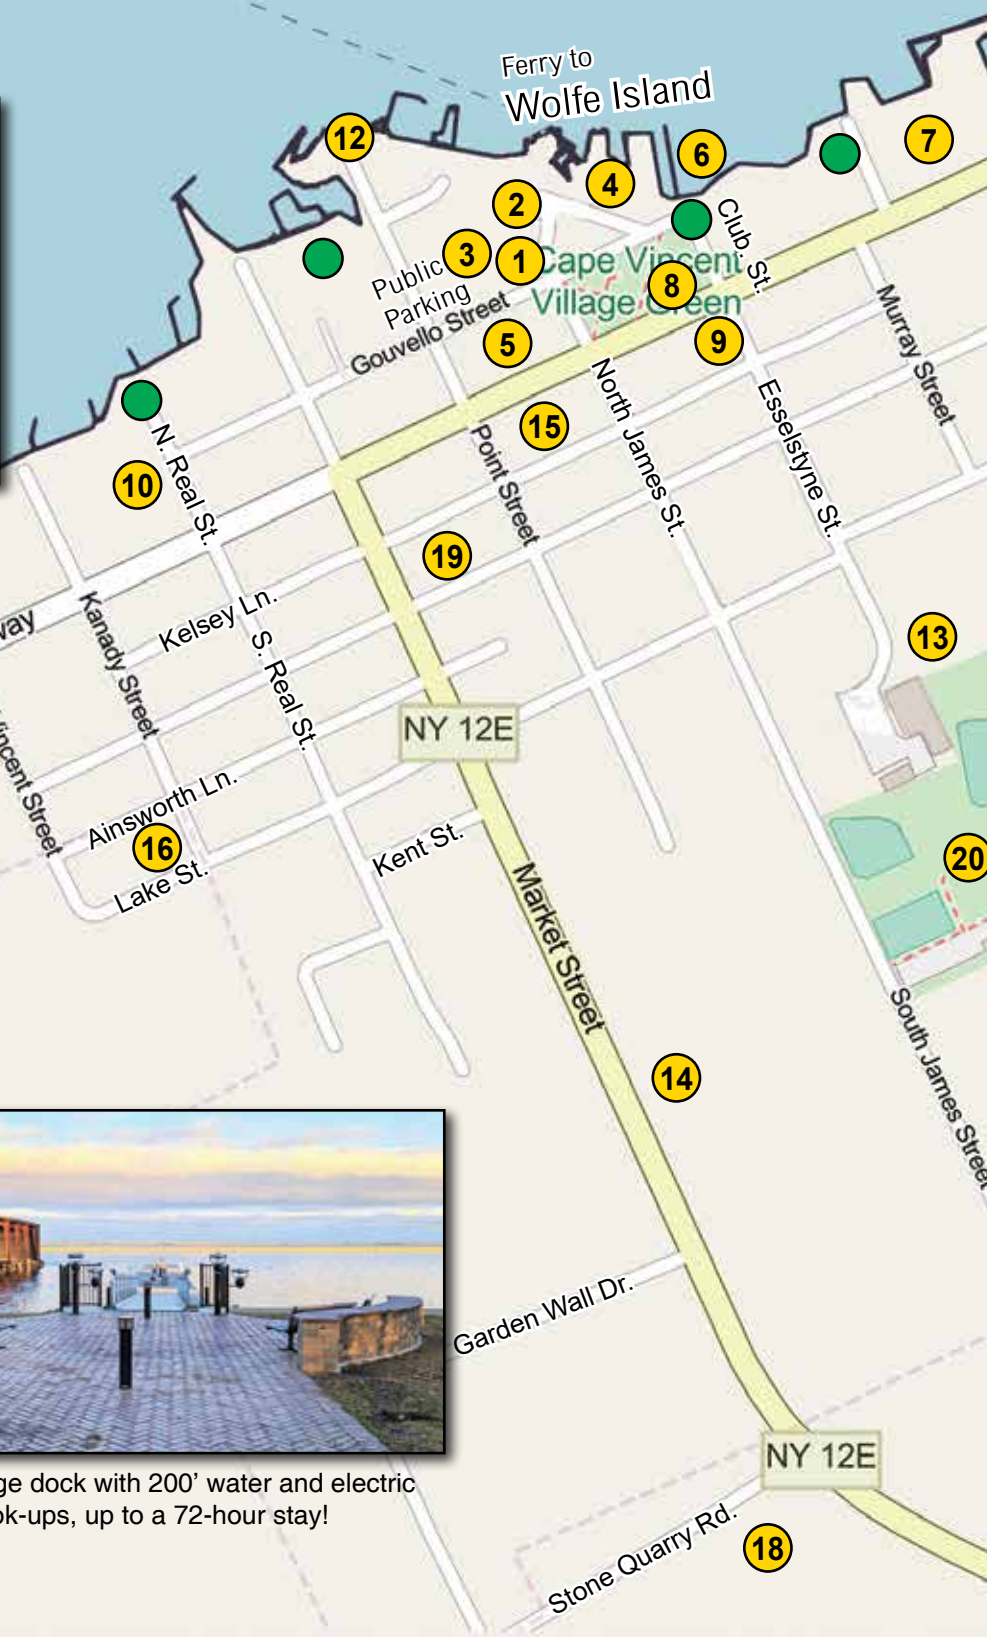 Ferry to
Wolfe Island
12
7
6
4
2
Club St.
3
1
Public
Parking
Cape Vincent
Village Green
8
Gouvello Street
5
9
Murray Street
North James St.
Esselstyne St.
15
Point Street
N. Real St.
10
19
Kelsey Ln.
Kanady Street
S. Real St.
13
NY 12E
Vincent Street
Ainsworth Ln.
16
Lake St.
Kent St.
20
Market Street
South James Street
14
Garden Wall Dr.
NY 12E
ge dock with 200’ water and electric
ok-ups, up to a 72-hour stay!
Stone Quarry Rd.
18